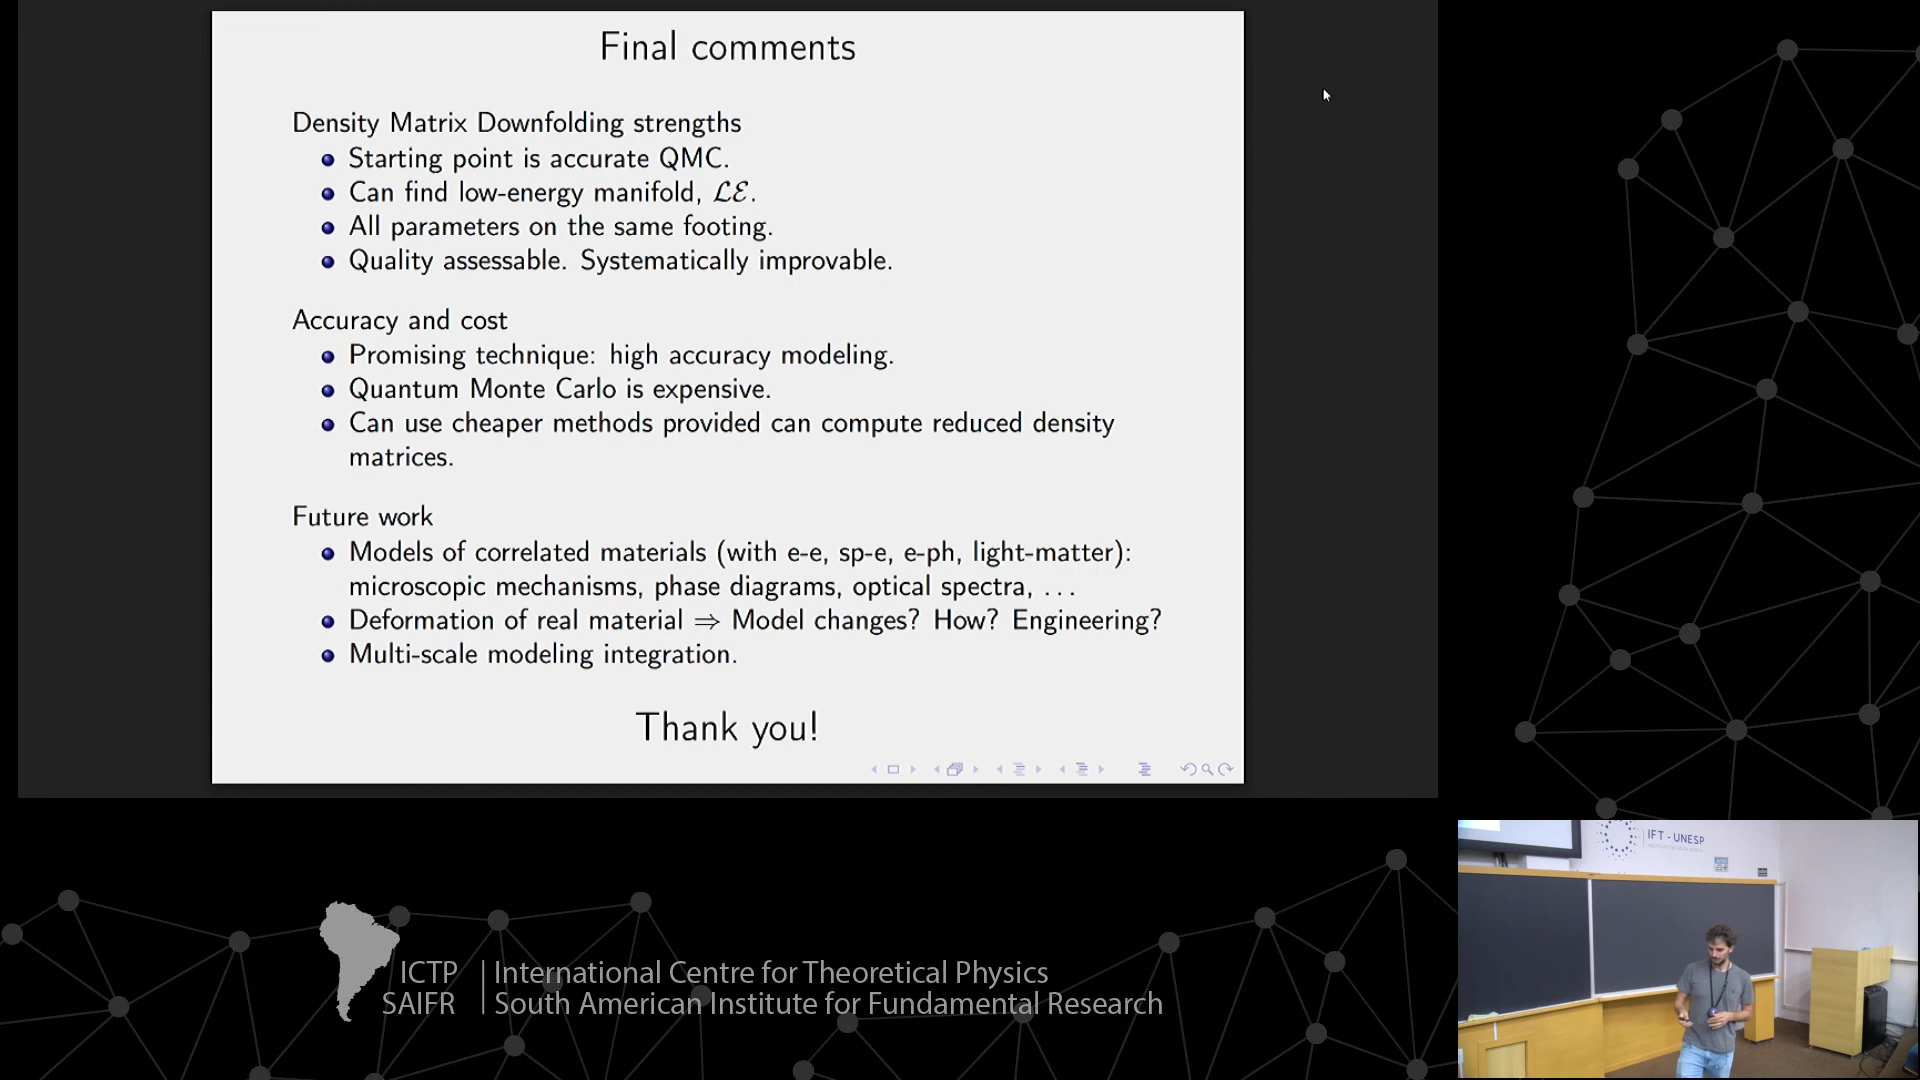 Final comments
Density Matrix Downfolding strengths
Starting point is accurate QMC.
Can find low-energy manifold, ℒℰ.
All parameters on the same footing.
Quality assessable. Systematically improvable.
Accuracy and cost
Promising technique: high accuracy modeling.
Quantum Monte Carlo is expensive.
Can use cheaper methods provided can compute reduced density
matrices.
Future work
Models of correlated materials (with e-e, sp-e, e-ph, light-matter):
microscopic mechanisms, phase diagrams, optical spectra, ...
Deformation of real material ⇒ Model changes? How? Engineering?
Multi-scale modeling integration.
Thank you!
IFT - UNESP
ICTP
SAIFR
International Centre for Theoretical Physics
South American Institute for Fundamental Research